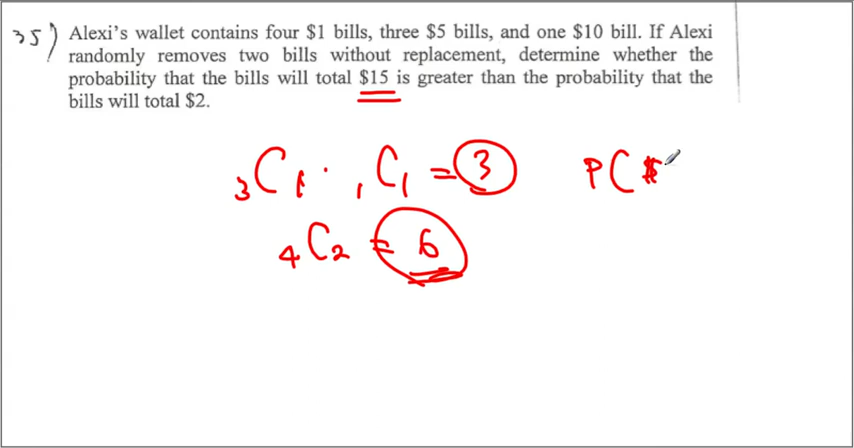 35) Alexi's wallet contains four $1 bills, three $5 bills, and one $10 bill. If Alexi
randomly removes two bills without replacement, determine whether the
probability that the bills will total $15 is greater than the probability that the
bills will total $2.
₃C₁ · ₁C₁ = 3 P($
₄C₂ = 6